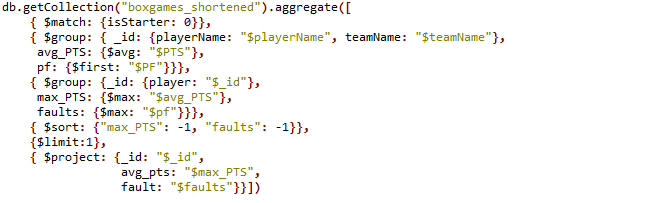 db.getCollection("boxgames_shortened").aggregate([
{ $match: {isStarter: 0}},
{ $group: { _id: {playerName: "$playerName", teamName: "$teamName"},
avg_PTS: {$avg: "$PTS"},
pf: {$first: "$PF"}}},
{ $group: {_id: {player: "$_id"},
max_PTS: {$max: "$avg_PTS"},
faults: {$max: "$pf"}}},
{ $sort: {"max_PTS": -1, "faults": -1}},
{$limit:1},
{ $project: {_id: "$_id",
avg_pts: "$max_PTS",
fault: "$faults"}}])